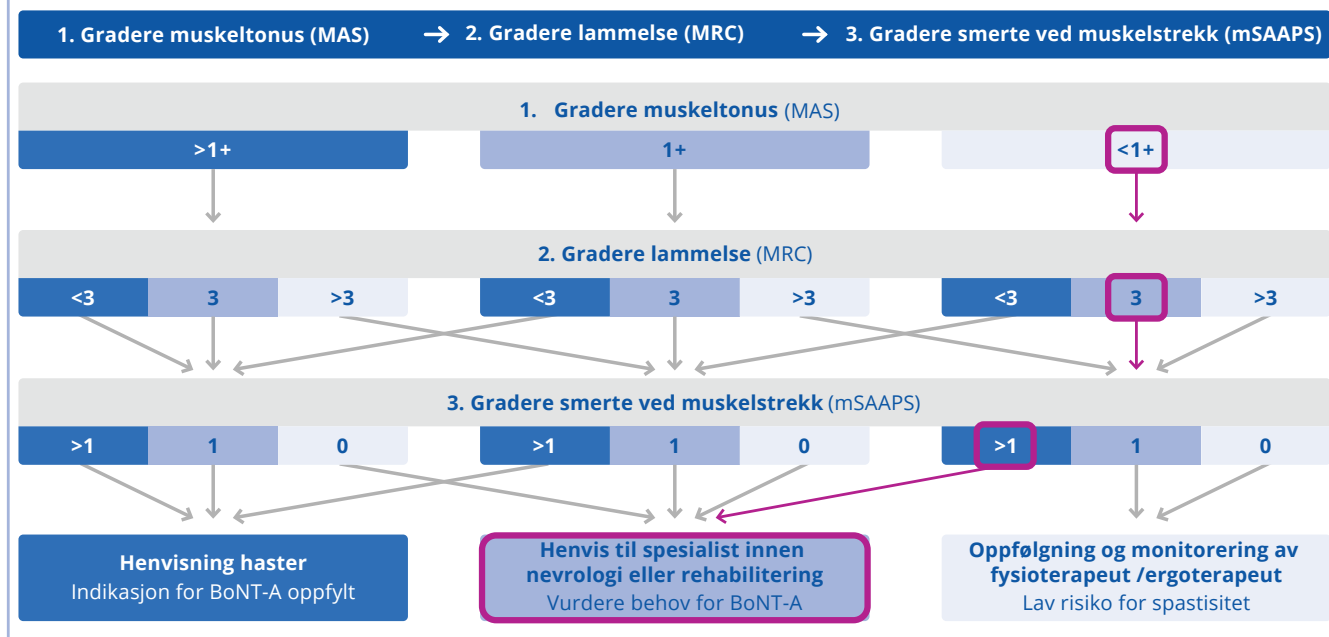 1. Gradere muskeltonus (MAS) → 2. Gradere lammelse (MRC) → 3. Gradere smerte ved muskelstrekk (mSAAPS)
1. Gradere muskeltonus (MAS)
>1+ 1+ <1+
2. Gradere lammelse (MRC)
<3 3 >3 <3 3 >3 <3 3 >3
3. Gradere smerte ved muskelstrekk (mSAAPS)
>1 1 0 >1 1 0 >1 1 0
Henvisning haster
Indikasjon for BoNT-A oppfylt
Henvis til spesialist innen
nevrologi eller rehabilitering
Vurdere behov for BoNT-A
Oppfølgning og monitorering av
fysioterapeut /ergoterapeut
Lav risiko for spastisitet